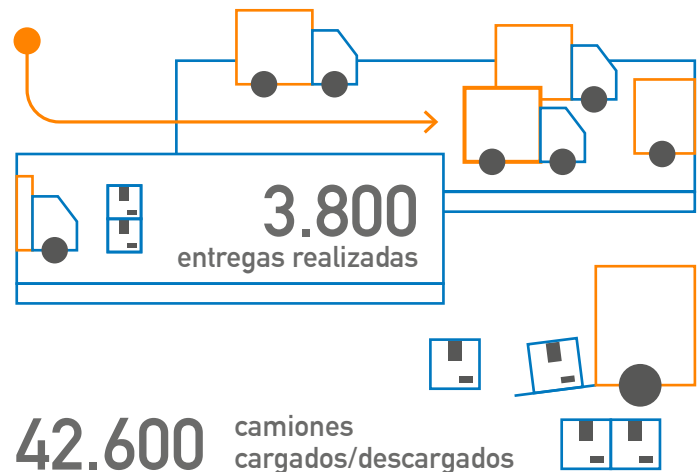 3.800
entregas realizadas
42.600
camiones
cargados/descargados